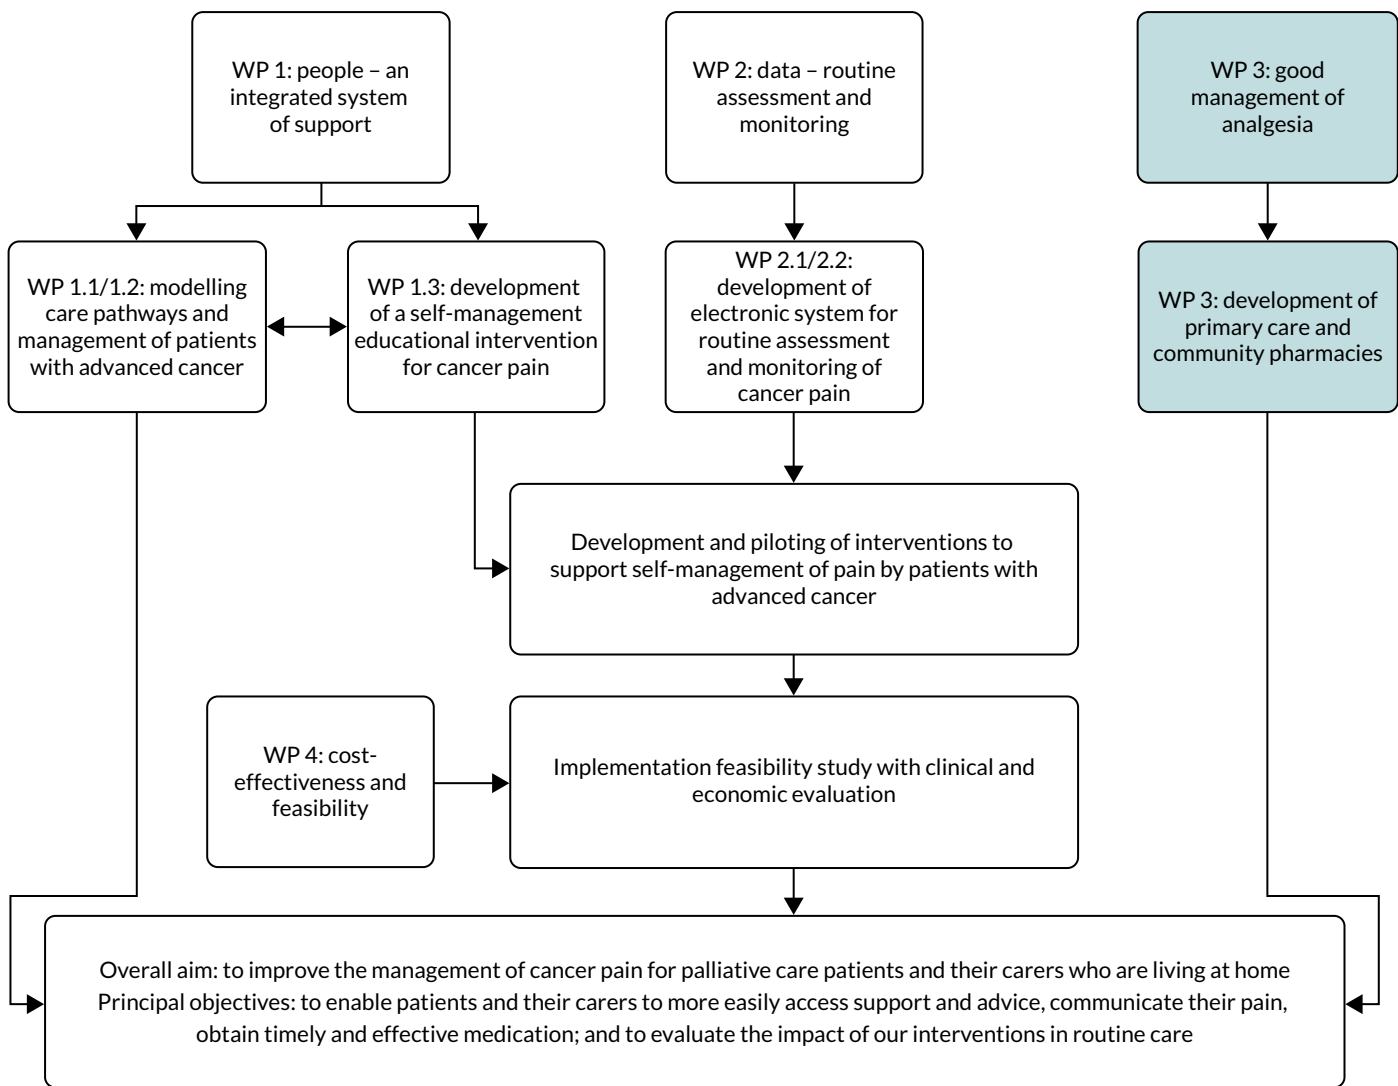 WP 1: people – an
integrated system
of support
WP 2: data – routine
assessment and
monitoring
WP 3: good
management of
analgesia
WP 1.1/1.2: modelling
care pathways and
management of patients
with advanced cancer
WP 1.3: development
of a self-management
educational intervention
for cancer pain
WP 2.1/2.2:
development of
electronic system for
routine assessment
and monitoring of
cancer pain
WP 3: development of
primary care and
community pharmacies
Development and piloting of interventions to
support self-management of pain by patients with
advanced cancer
WP 4: cost-
effectiveness and
feasibility
Implementation feasibility study with clinical and
economic evaluation
Overall aim: to improve the management of cancer pain for palliative care patients and their carers who are living at home
Principal objectives: to enable patients and their carers to more easily access support and advice, communicate their pain,
obtain timely and effective medication; and to evaluate the impact of our interventions in routine care